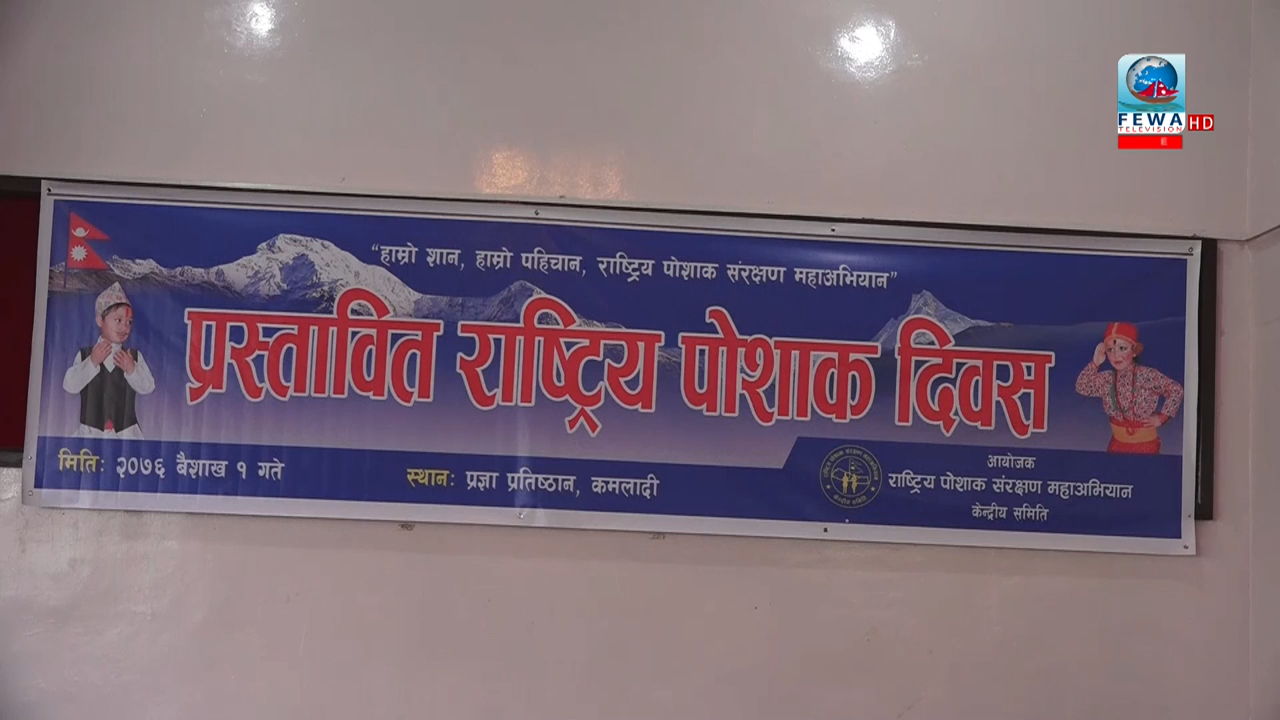 FEWA HD
TELEVISION
"हाम्रो शान, हाम्रो पहिचान, राष्ट्रिय पोशाक संरक्षण महाअभियान"
प्रस्तावित राष्ट्रिय पोशाक दिवस
मितिः २०७६ बैशाख १ गते
स्थानः प्रज्ञा प्रतिष्ठान, कमलादी
आयोजक
राष्ट्रिय पोशाक संरक्षण महाअभियान
केन्द्रीय समिति